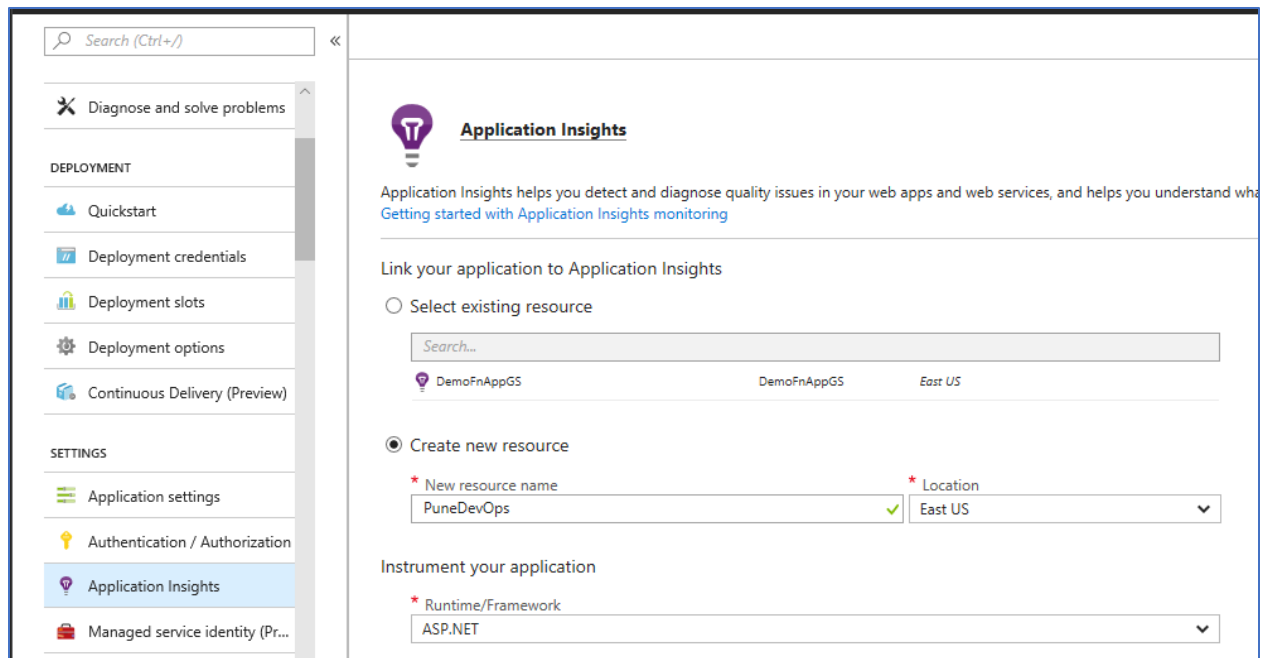 Search (Ctrl+/)
«
Diagnose and solve problems
DEPLOYMENT
Quickstart
Deployment credentials
Deployment slots
Deployment options
Continuous Delivery (Preview)
SETTINGS
Application settings
Authentication / Authorization
Application Insights
Managed service identity (Pr...
Application Insights
Application Insights helps you detect and diagnose quality issues in your web apps and web services, and helps you understand wha
Getting started with Application Insights monitoring
Link your application to Application Insights
Select existing resource
Search...
DemoFnAppGS DemoFnAppGS East US
Create new resource
* New resource name * Location
PuneDevOps East US
Instrument your application
* Runtime/Framework
ASP.NET